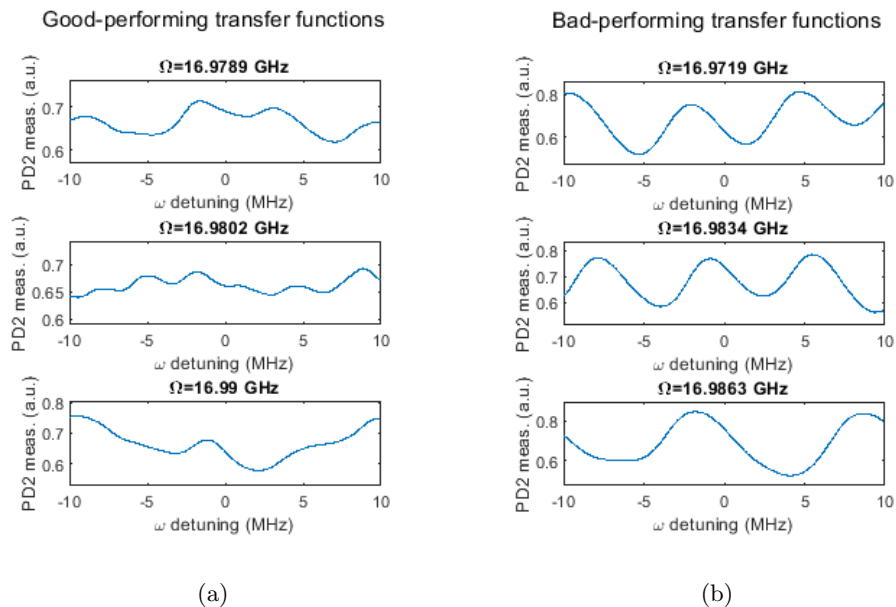 Good-performing transfer functions
Ω=16.9789 GHz
PD2 meas. (a.u.)
0.7
0.6
-10 -5 0 5 10
ω detuning (MHz)
Ω=16.9802 GHz
PD2 meas. (a.u.)
0.7
0.65
0.6
-10 -5 0 5 10
ω detuning (MHz)
Ω=16.99 GHz
PD2 meas. (a.u.)
0.8
0.7
0.6
-10 -5 0 5 10
ω detuning (MHz)
(a)
Bad-performing transfer functions
Ω=16.9719 GHz
PD2 meas. (a.u.)
0.8
0.6
-10 -5 0 5 10
ω detuning (MHz)
Ω=16.9834 GHz
PD2 meas. (a.u.)
0.8
0.7
0.6
-10 -5 0 5 10
ω detuning (MHz)
Ω=16.9863 GHz
PD2 meas. (a.u.)
0.8
0.6
-10 -5 0 5 10
ω detuning (MHz)
(b)